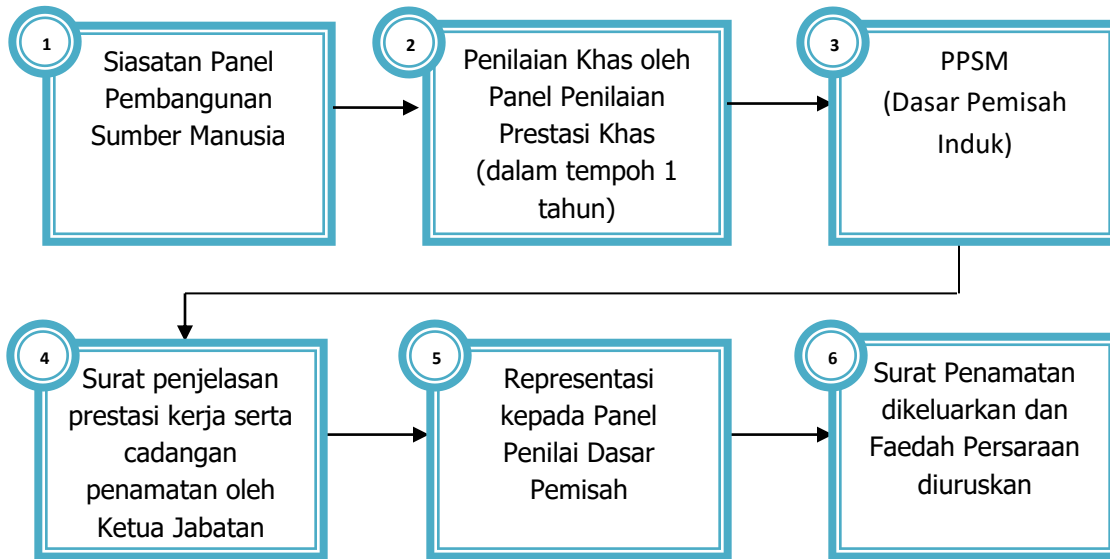 1
Siasatan Panel
Pembangunan
Sumber Manusia
2
Penilaian Khas oleh
Panel Penilaian
Prestasi Khas
(dalam tempoh 1
tahun)
3
PPSM
(Dasar Pemisah
Induk)
4
Surat penjelasan
prestasi kerja serta
cadangan
penamatan oleh
Ketua Jabatan
5
Representasi
kepada Panel
Penilai Dasar
Pemisah
6
Surat Penamatan
dikeluarkan dan
Faedah Persaraan
diuruskan